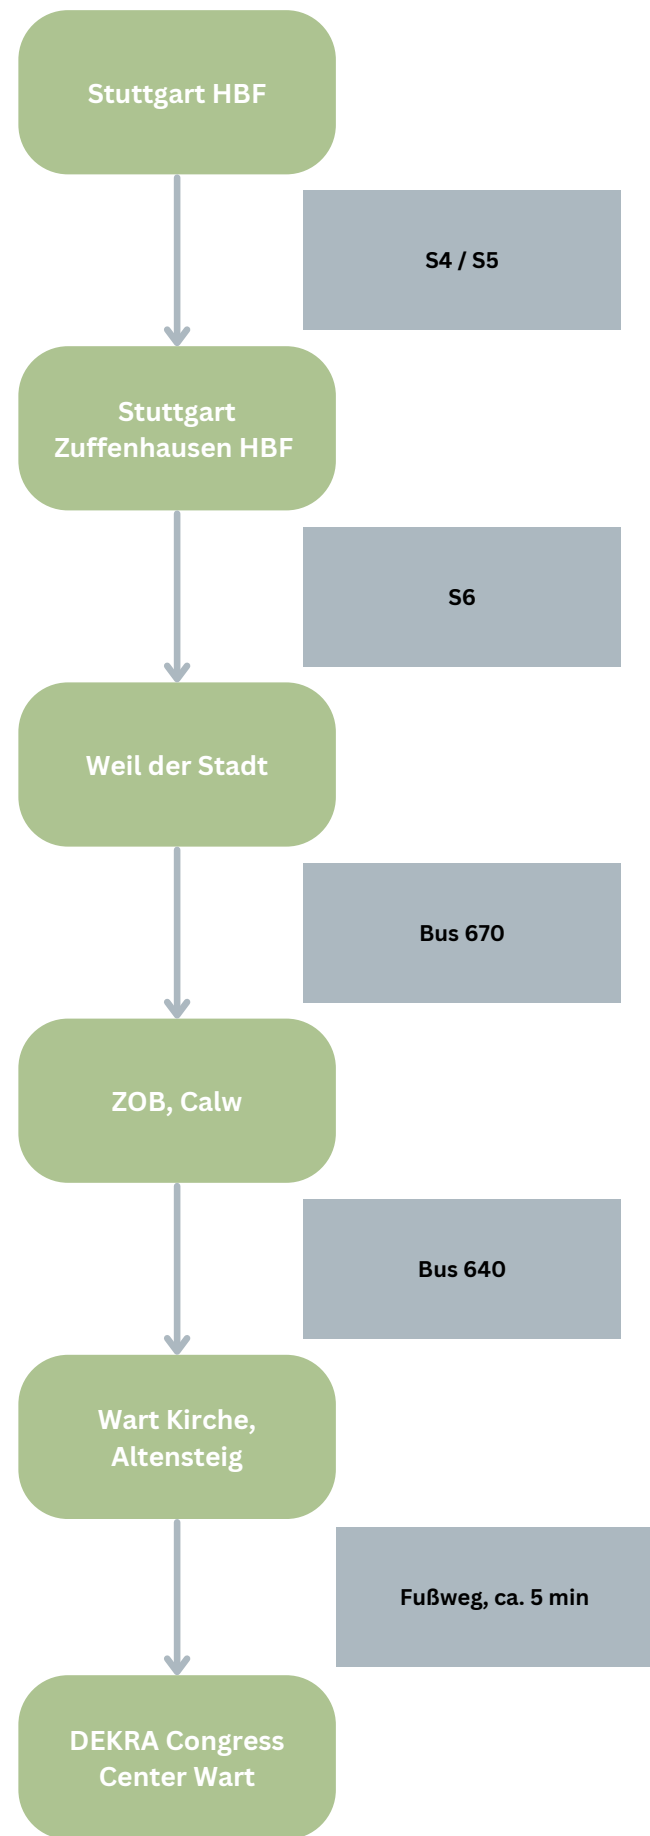 Stuttgart HBF
S4 / S5
Stuttgart
Zuffenhausen HBF
S6
Weil der Stadt
Bus 670
ZOB, Calw
Bus 640
Wart Kirche,
Altensteig
Fußweg, ca. 5 min
DEKRA Congress
Center Wart